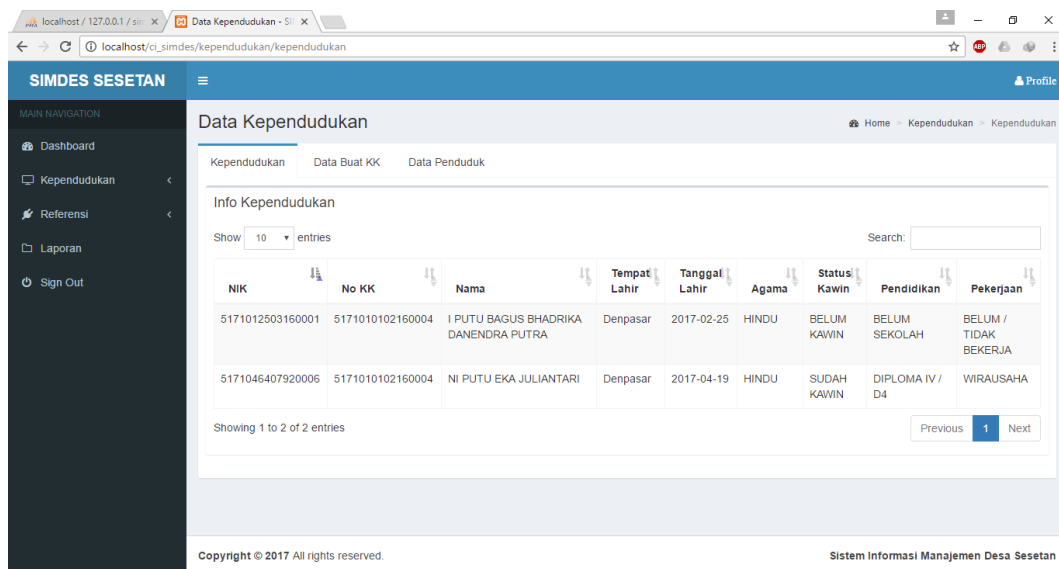 localhost / 127.0.0.1 / sim
Data Kependudukan - SI
localhost/ci_simdes/kependudukan/kependudukan
ABP
SIMDES SESETAN
Profile
MAIN NAVIGATION
Dashboard
Kependudukan
Referensi
Laporan
Sign Out
Data Kependudukan
Home > Kependudukan > Kependudukan
Kependudukan Data Buat KK Data Penduduk
Info Kependudukan
Show 10 entries
Search:
NIK No KK Nama Tempat Lahir Tanggal Lahir Agama Status Kawin Pendidikan Pekerjaan
5171012503160001 5171010102160004 I PUTU BAGUS BHADRIKA DANENDRA PUTRA Denpasar 2017-02-25 HINDU BELUM KAWIN BELUM SEKOLAH BELUM / TIDAK BEKERJA
5171046407920006 5171010102160004 NI PUTU EKA JULIANTARI Denpasar 2017-04-19 HINDU SUDAH KAWIN DIPLOMA IV / D4 WIRAUSAHA
Showing 1 to 2 of 2 entries
Previous 1 Next
Copyright © 2017 All rights reserved.
Sistem Informasi Manajemen Desa Sesetan